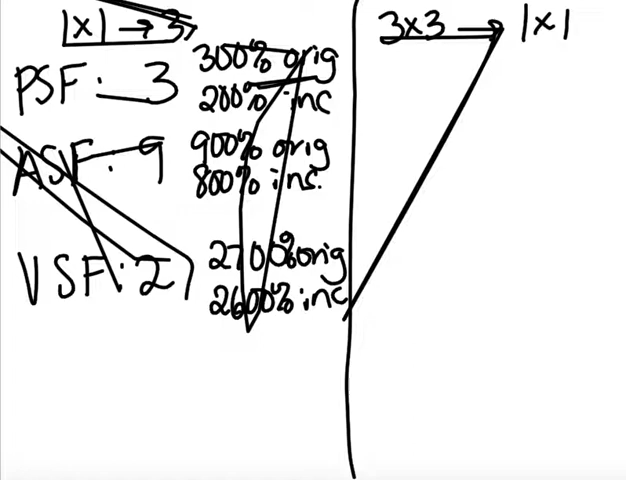 1x1 → 3
PSF: 3
300% orig
200% inc
ASF: 9
900% orig
800% inc.
VSF: 27
2700% orig
2600% inc
3x3 → 1x1